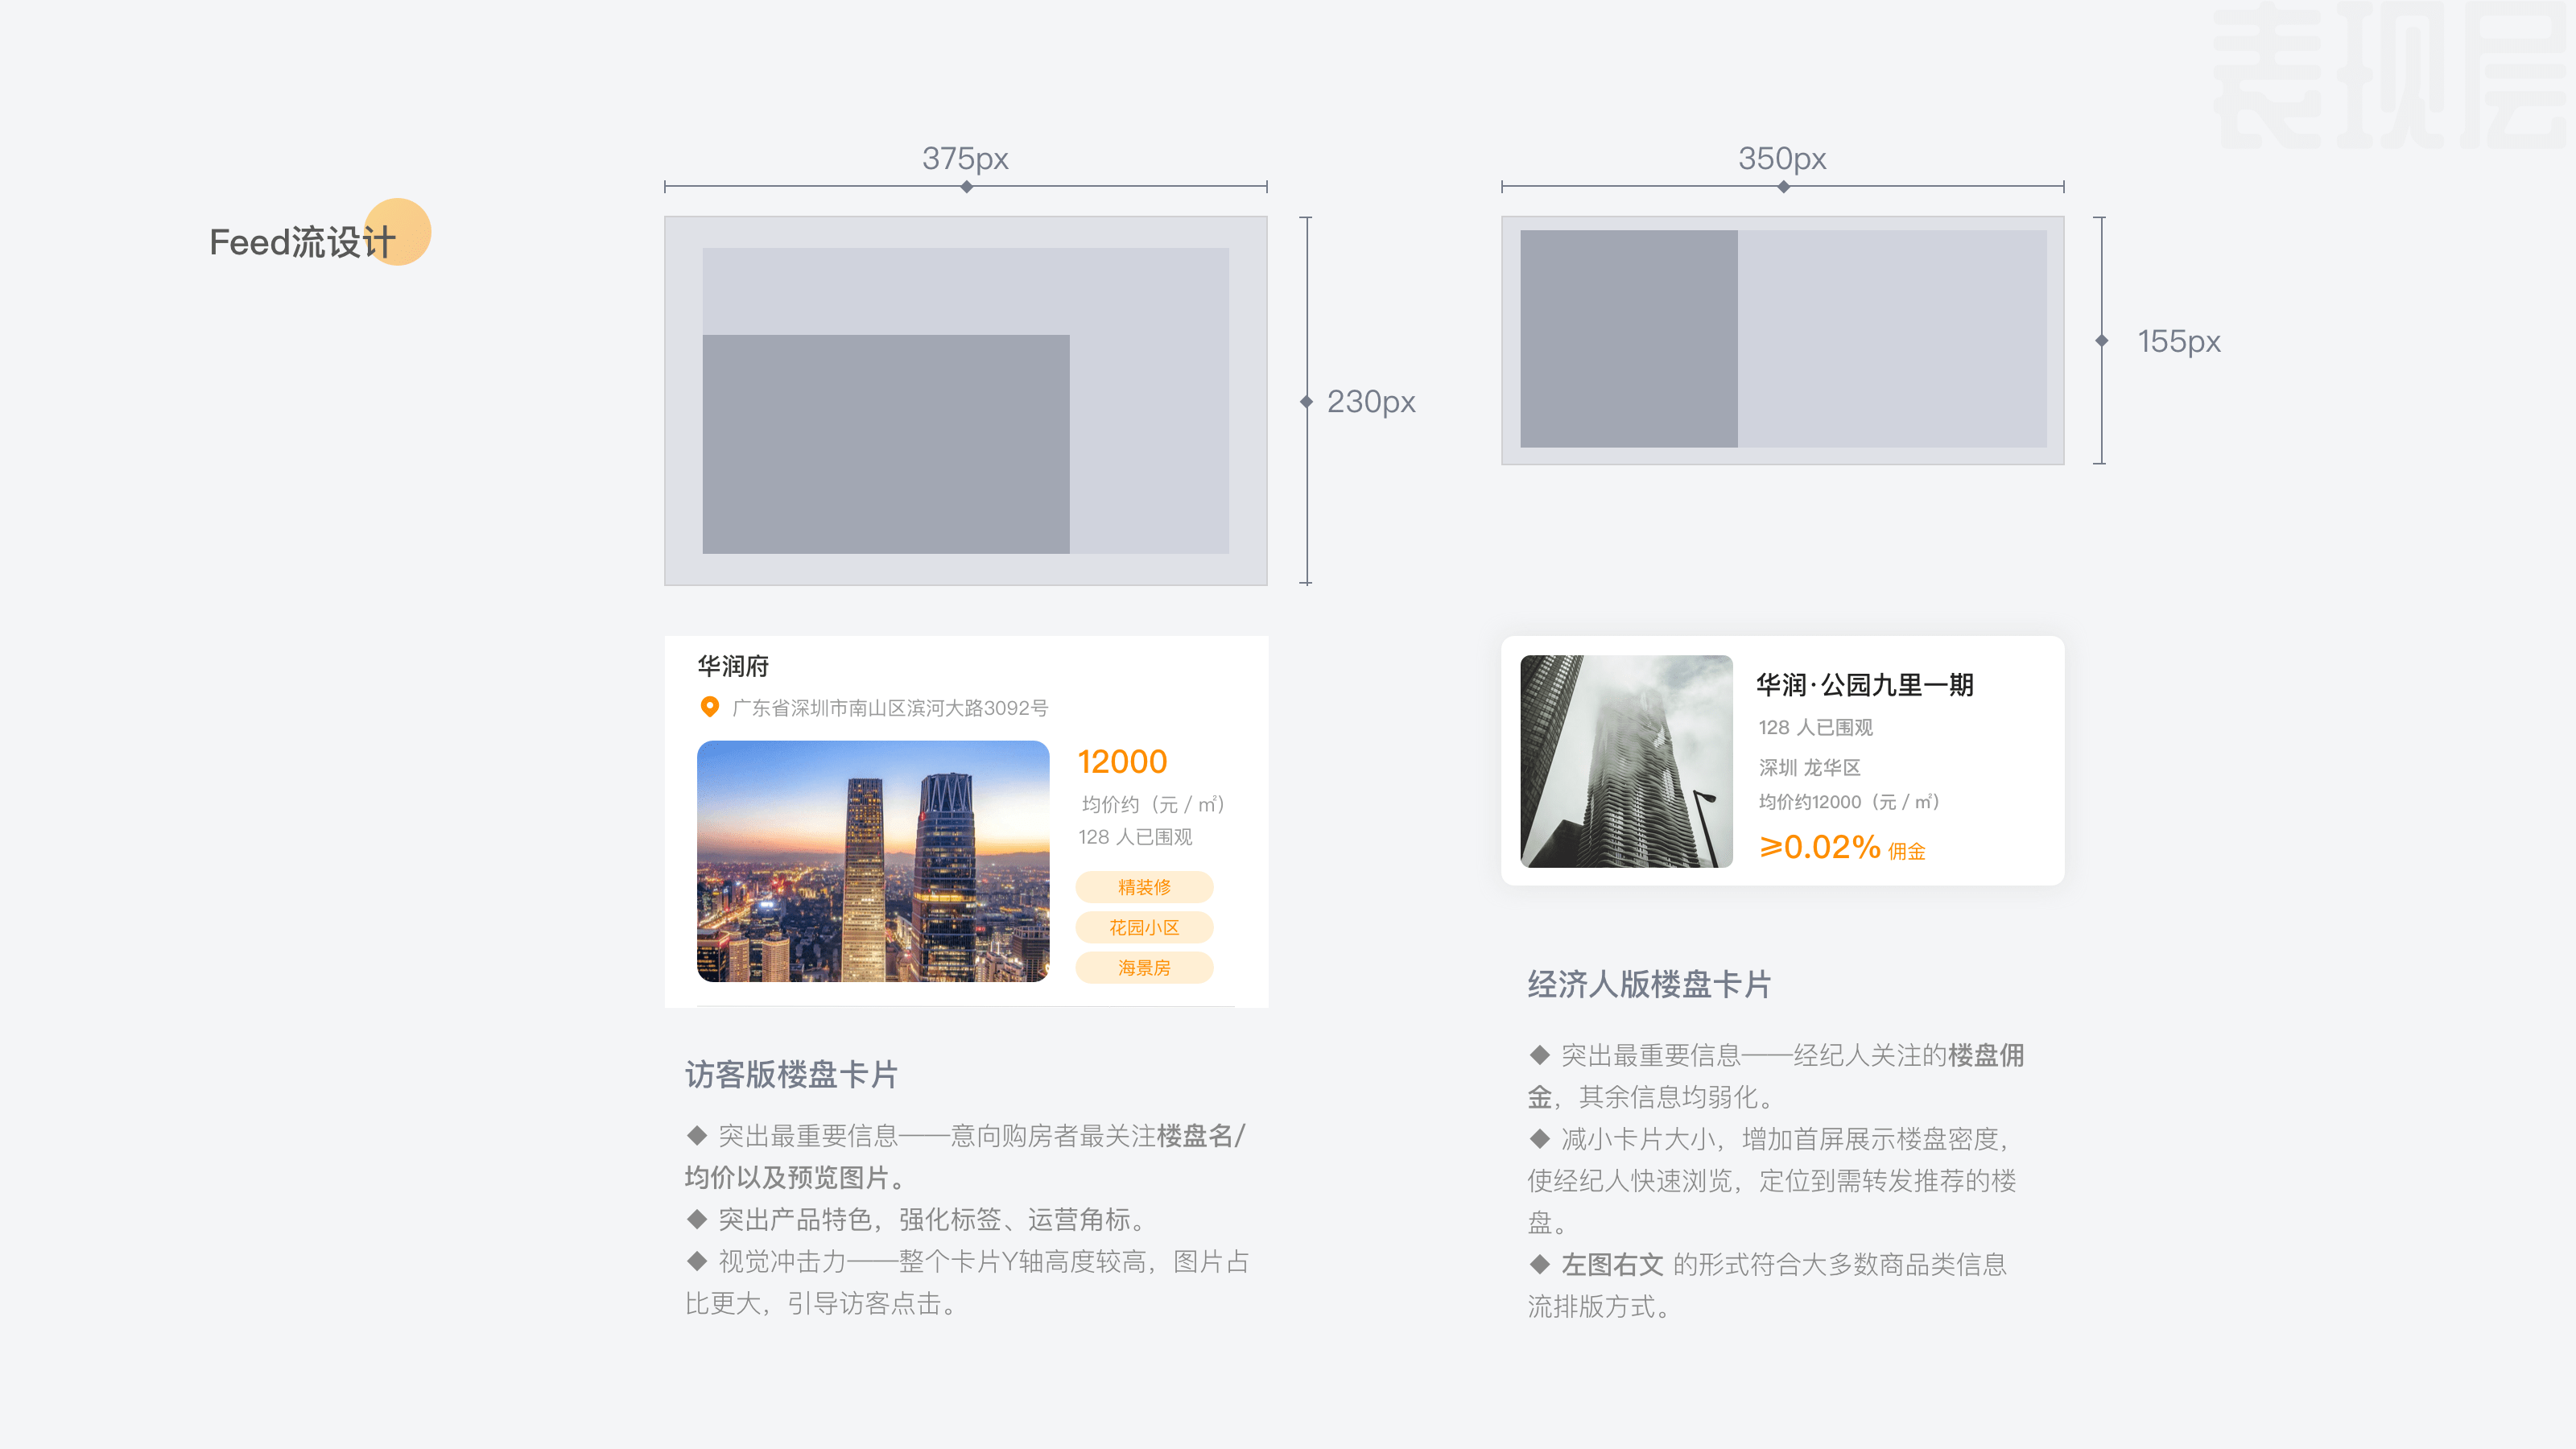 表现层
Feed流设计
375px
230px
350px
155px
华润府
广东省深圳市南山区滨河大路3092号
12000
均价约（元 / ㎡）
128 人已围观
精装修
花园小区
海景房
访客版楼盘卡片
◆ 突出最重要信息——意向购房者最关注楼盘名/
均价以及预览图片。
◆ 突出产品特色，强化标签、运营角标。
◆ 视觉冲击力——整个卡片Y轴高度较高，图片占
比更大，引导访客点击。
华润·公园九里一期
128 人已围观
深圳 龙华区
均价约12000（元 / ㎡）
⩾0.02% 佣金
经济人版楼盘卡片
◆ 突出最重要信息——经纪人关注的楼盘佣
金，其余信息均弱化。
◆ 减小卡片大小，增加首屏展示楼盘密度，
使经纪人快速浏览，定位到需转发推荐的楼
盘。
◆ 左图右文 的形式符合大多数商品类信息
流排版方式。